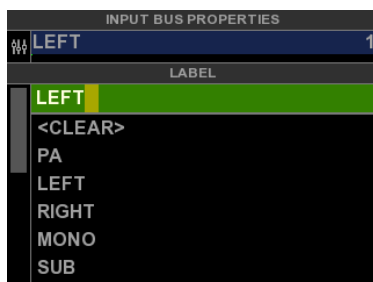 INPUT BUS PROPERTIES
LEFT 1
LABEL
LEFT
<CLEAR>
PA
LEFT
RIGHT
MONO
SUB